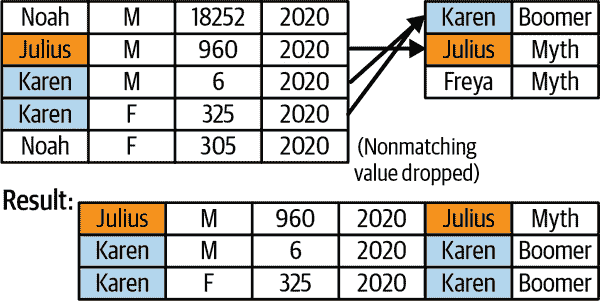 Noah M 18252 2020
Julius M 960 2020
Karen M 6 2020
Karen F 325 2020
Noah F 305 2020
Karen Boomer
Julius Myth
Freya Myth
(Nonmatching
value dropped)
Result:
Julius M 960 2020 Julius Myth
Karen M 6 2020 Karen Boomer
Karen F 325 2020 Karen Boomer